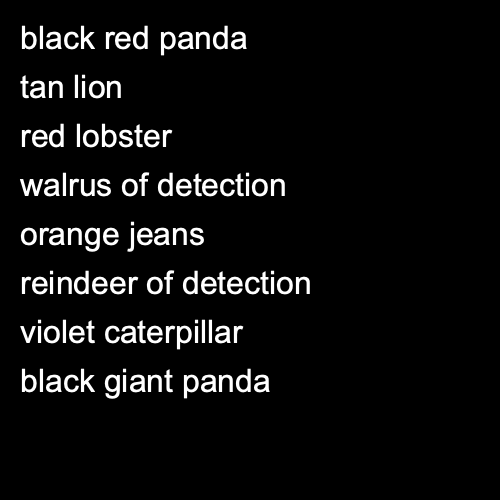 black red panda
tan lion
red lobster
walrus of detection
orange jeans
reindeer of detection
violet caterpillar
black giant panda